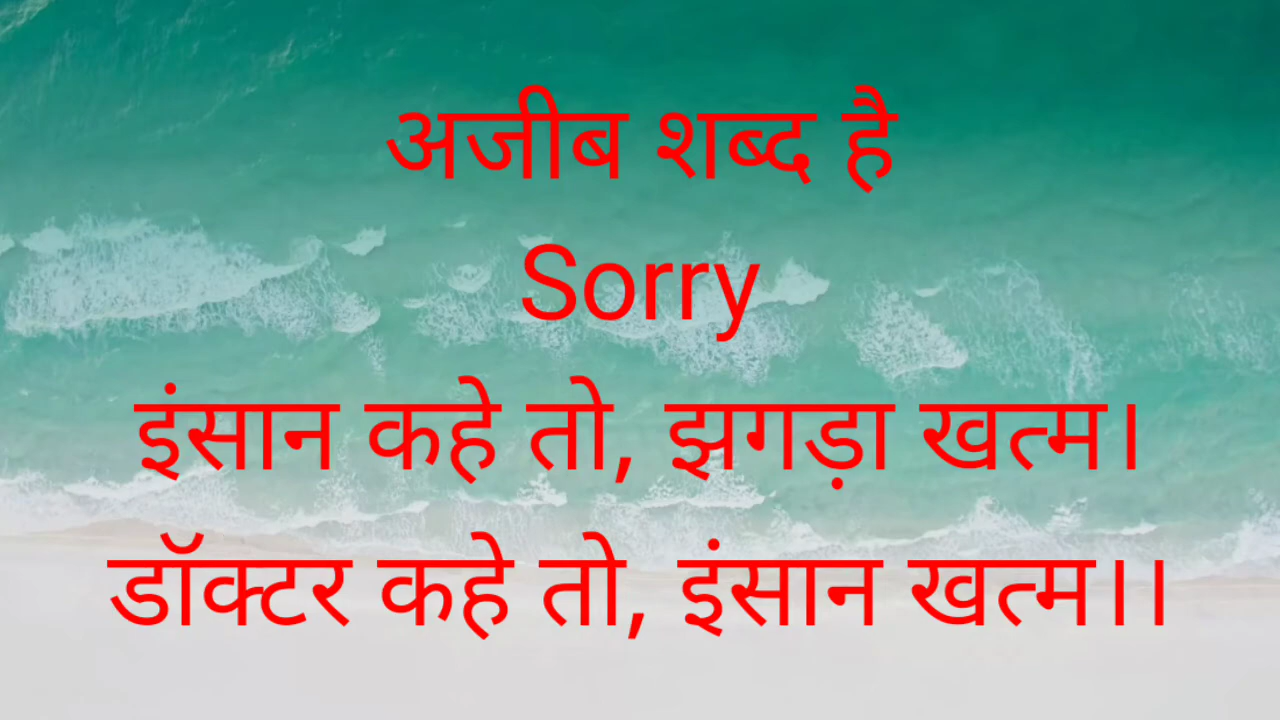 अजीब शब्द है
Sorry
इंसान कहे तो, झगड़ा खत्म।
डॉक्टर कहे तो, इंसान खत्म।।